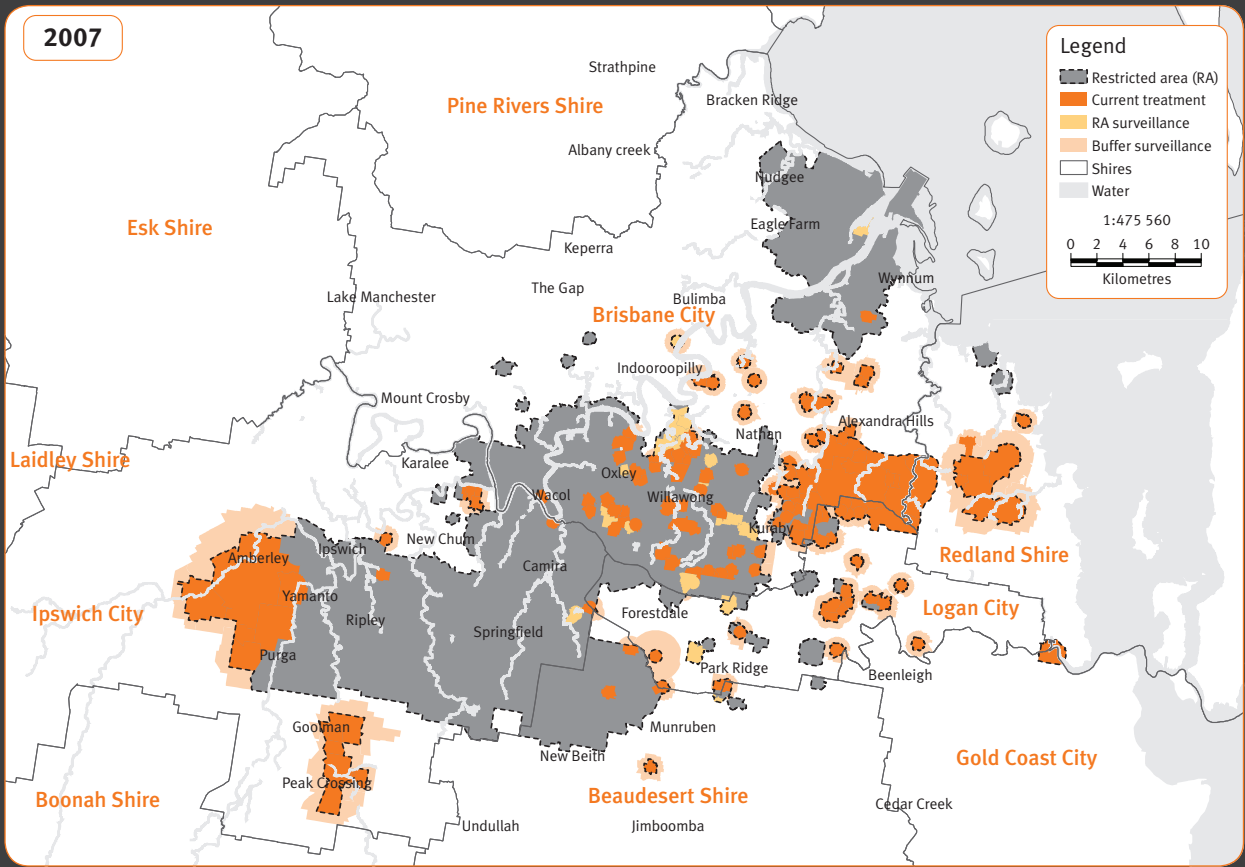 2007
Legend
Restricted area (RA)
Current treatment
RA surveillance
Buffer surveillance
Shires
Water
1:475 560
0 2 4 6 8 10
Kilometres
Strathpine
Pine Rivers Shire
Bracken Ridge
Albany creek
Nudgee
Esk Shire
Eagle Farm
Keperra
Wynnum
The Gap
Lake Manchester
Bulimba
Brisbane City
Indooroopilly
Mount Crosby
Alexandra Hills
Nathan
Laidley Shire
Karalee
Oxley
Wacol
Willawong
Kuraby
New Chum
Ipswich
Amberley
Redland Shire
Camira
Yamanto
Ipswich City
Ripley
Forestdale
Logan City
Springfield
Purga
Park Ridge
Beenleigh
Goolman
Munruben
New Beith
Gold Coast City
Peak Crossing
Boonah Shire
Beaudesert Shire
Cedar Creek
Undullah
Jimboomba